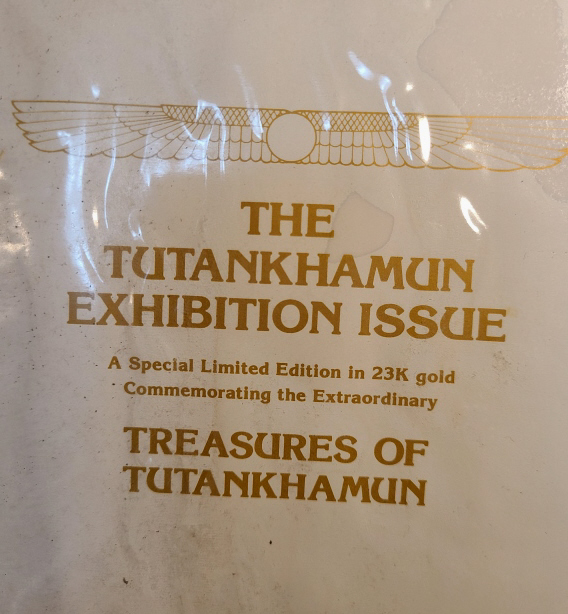 THE
TUTANKHAMUN
EXHIBITION ISSUE
A Special Limited Edition in 23K gold
Commemorating the Extraordinary
TREASURES OF
TUTANKHAMUN